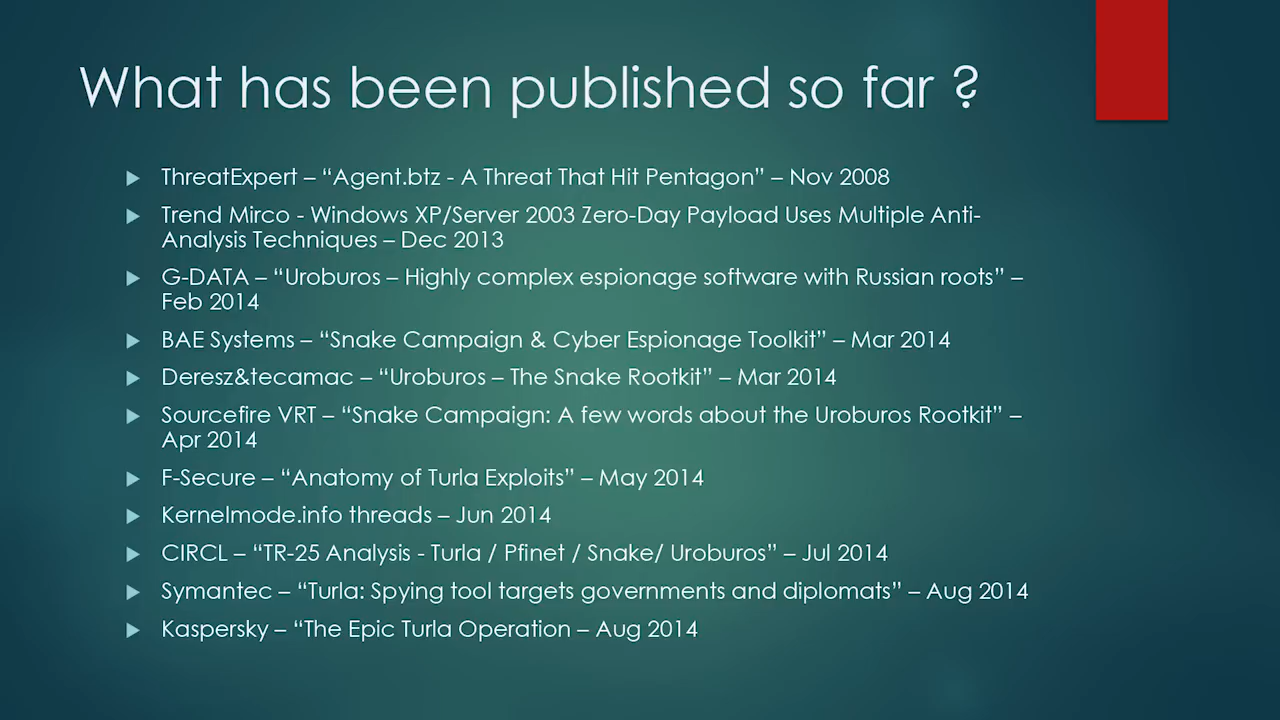 What has been published so far ?
ThreatExpert – “Agent.btz - A Threat That Hit Pentagon” – Nov 2008
Trend Mirco - Windows XP/Server 2003 Zero-Day Payload Uses Multiple Anti-
Analysis Techniques – Dec 2013
G-DATA – “Uroburos – Highly complex espionage software with Russian roots” –
Feb 2014
BAE Systems – “Snake Campaign & Cyber Espionage Toolkit” – Mar 2014
Deresz&tecamac – “Uroburos – The Snake Rootkit” – Mar 2014
Sourcefire VRT – “Snake Campaign: A few words about the Uroburos Rootkit” –
Apr 2014
F-Secure – “Anatomy of Turla Exploits” – May 2014
Kernelmode.info threads – Jun 2014
CIRCL – “TR-25 Analysis - Turla / Pfinet / Snake/ Uroburos” – Jul 2014
Symantec – “Turla: Spying tool targets governments and diplomats” – Aug 2014
Kaspersky – “The Epic Turla Operation – Aug 2014